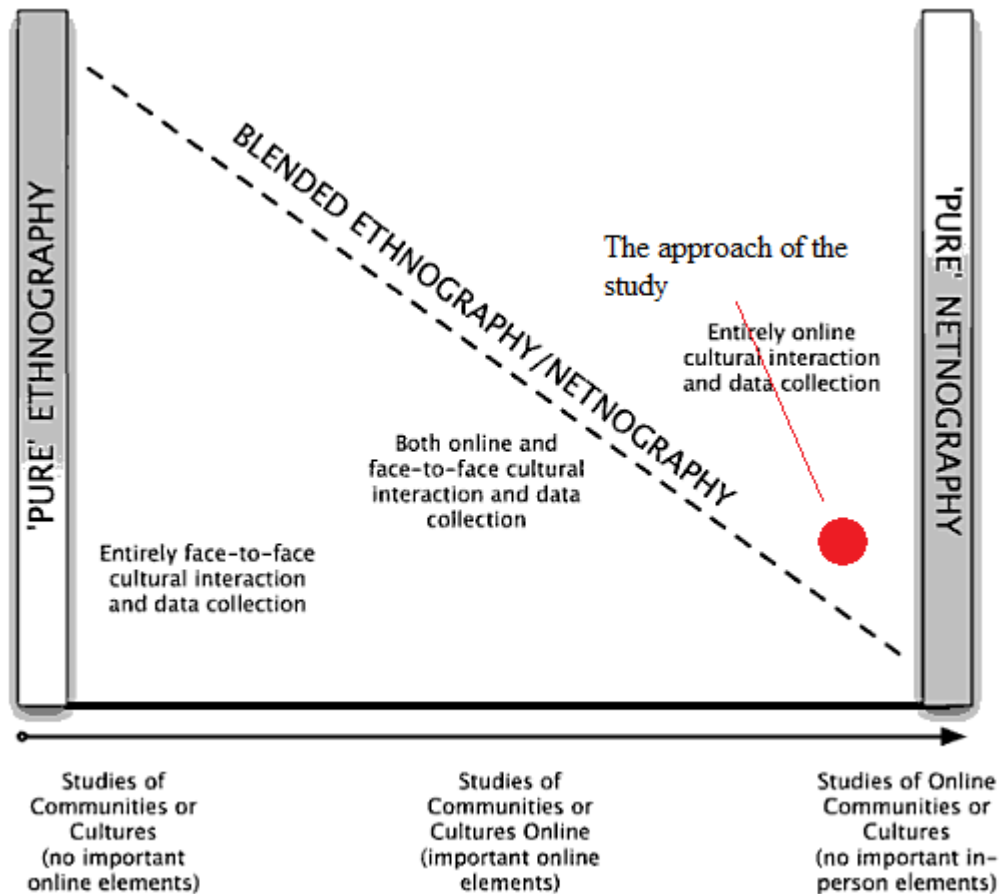 'PURE' ETHNOGRAPHY
BLENDED ETHNOGRAPHY/NETNOGRAPHY
'PURE' NETNOGRAPHY
The approach of the
study
Entirely online
cultural interaction
and data collection
Both online and
face-to-face cultural
interaction and data
collection
Entirely face-to-face
cultural interaction
and data collection
Studies of
Communities or
Cultures
(no important
online elements)
Studies of
Communities or
Cultures Online
(important online
elements)
Studies of Online
Communities or
Cultures
(no important in-
person elements)